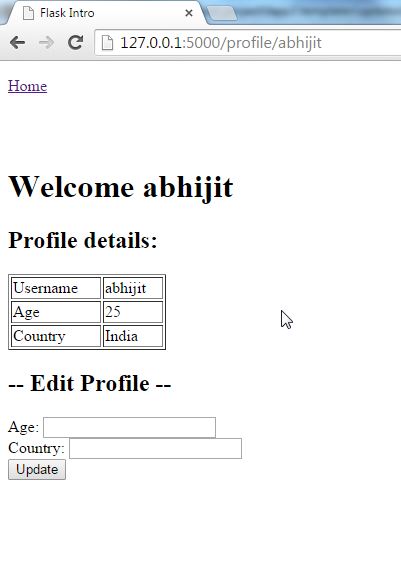 Flask Intro
127.0.0.1:5000/profile/abhijit
Home
Welcome abhijit
Profile details:
Username abhijit
Age 25
Country India
-- Edit Profile --
Age:
Country:
Update